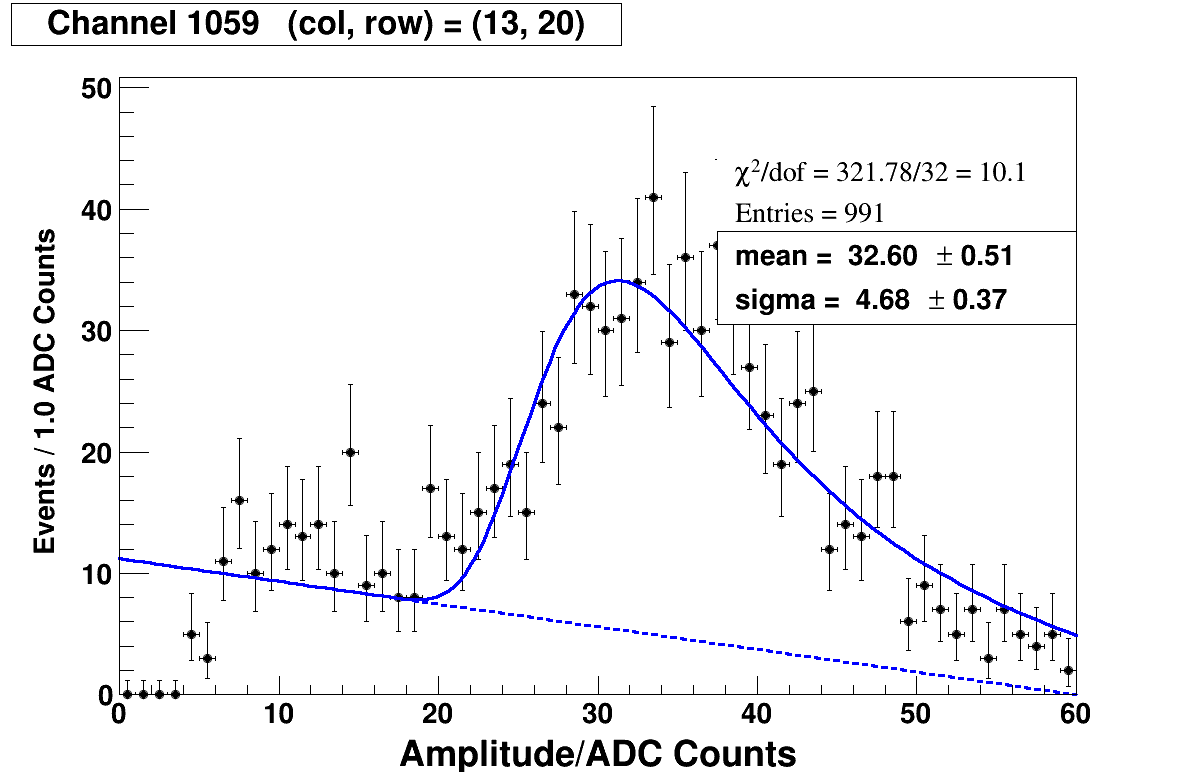 Channel 1059 (col, row) = (13, 20)
50
40
30
20
10
0
Events / 1.0 ADC Counts
χ²/dof = 321.78/32 = 10.1
Entries = 991
mean = 32.60 ± 0.51
sigma = 4.68 ± 0.37
0 10 20 30 40 50 60
Amplitude/ADC Counts